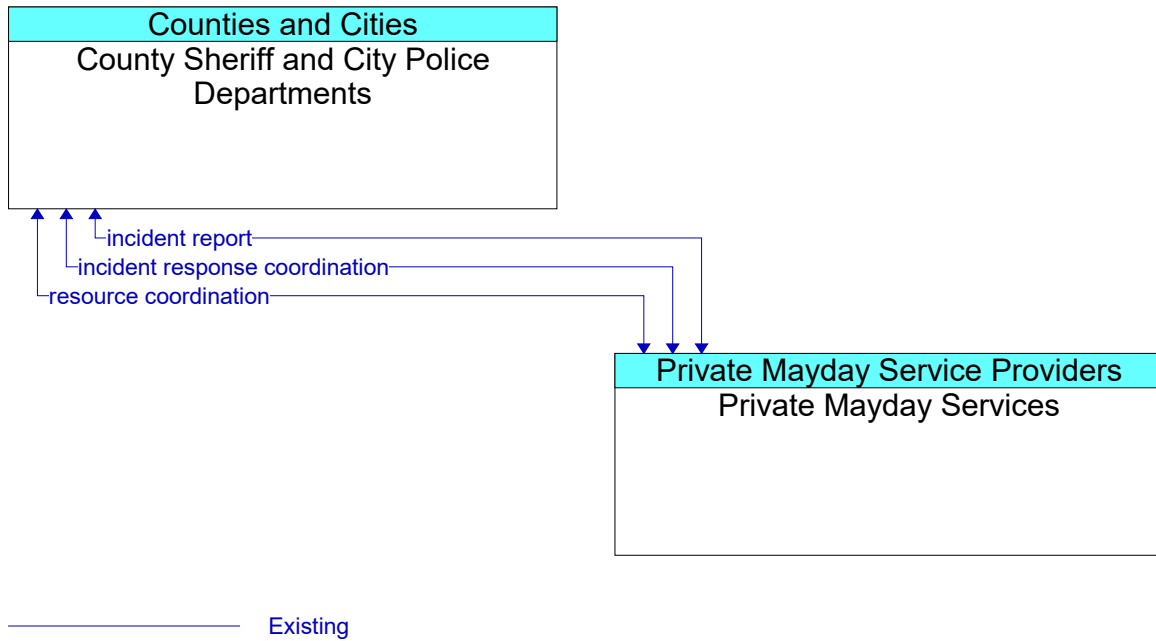 Counties and Cities
County Sheriff and City Police
Departments
incident report
incident response coordination
resource coordination
Private Mayday Service Providers
Private Mayday Services
Existing